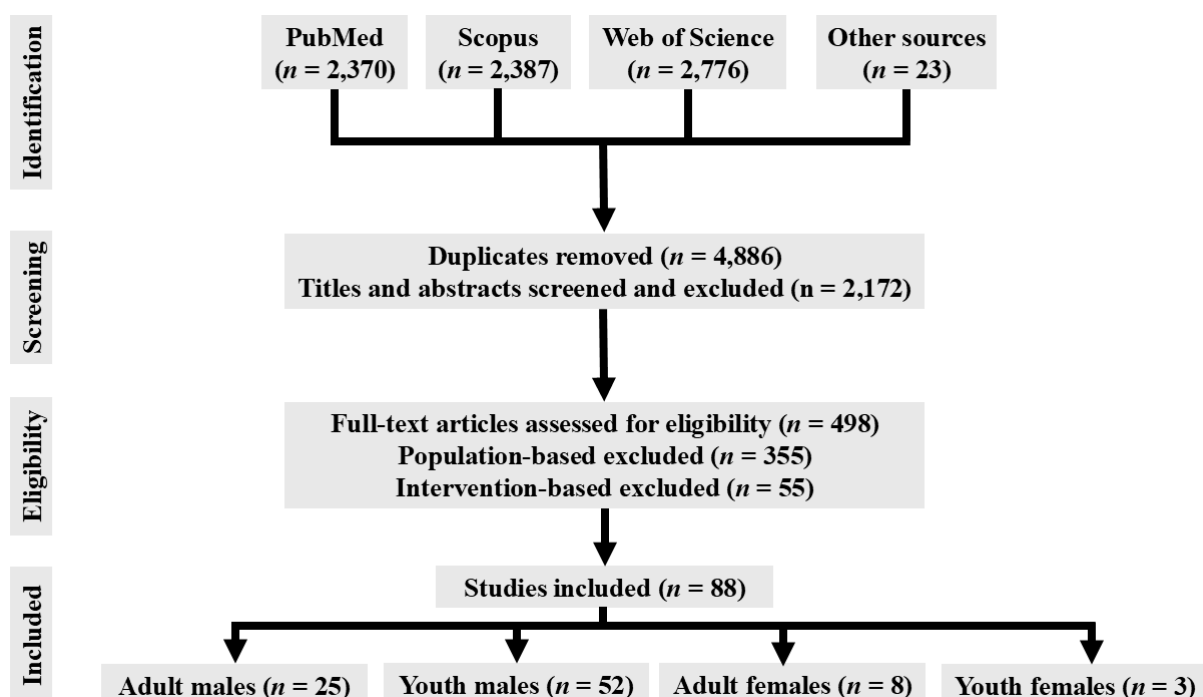 Identification
PubMed
(n = 2,370)
Scopus
(n = 2,387)
Web of Science
(n = 2,776)
Other sources
(n = 23)
Screening
Duplicates removed (n = 4,886)
Titles and abstracts screened and excluded (n = 2,172)
Eligibility
Full-text articles assessed for eligibility (n = 498)
Population-based excluded (n = 355)
Intervention-based excluded (n = 55)
Included
Studies included (n = 88)
Adult males (n = 25)
Youth males (n = 52)
Adult females (n = 8)
Youth females (n = 3)